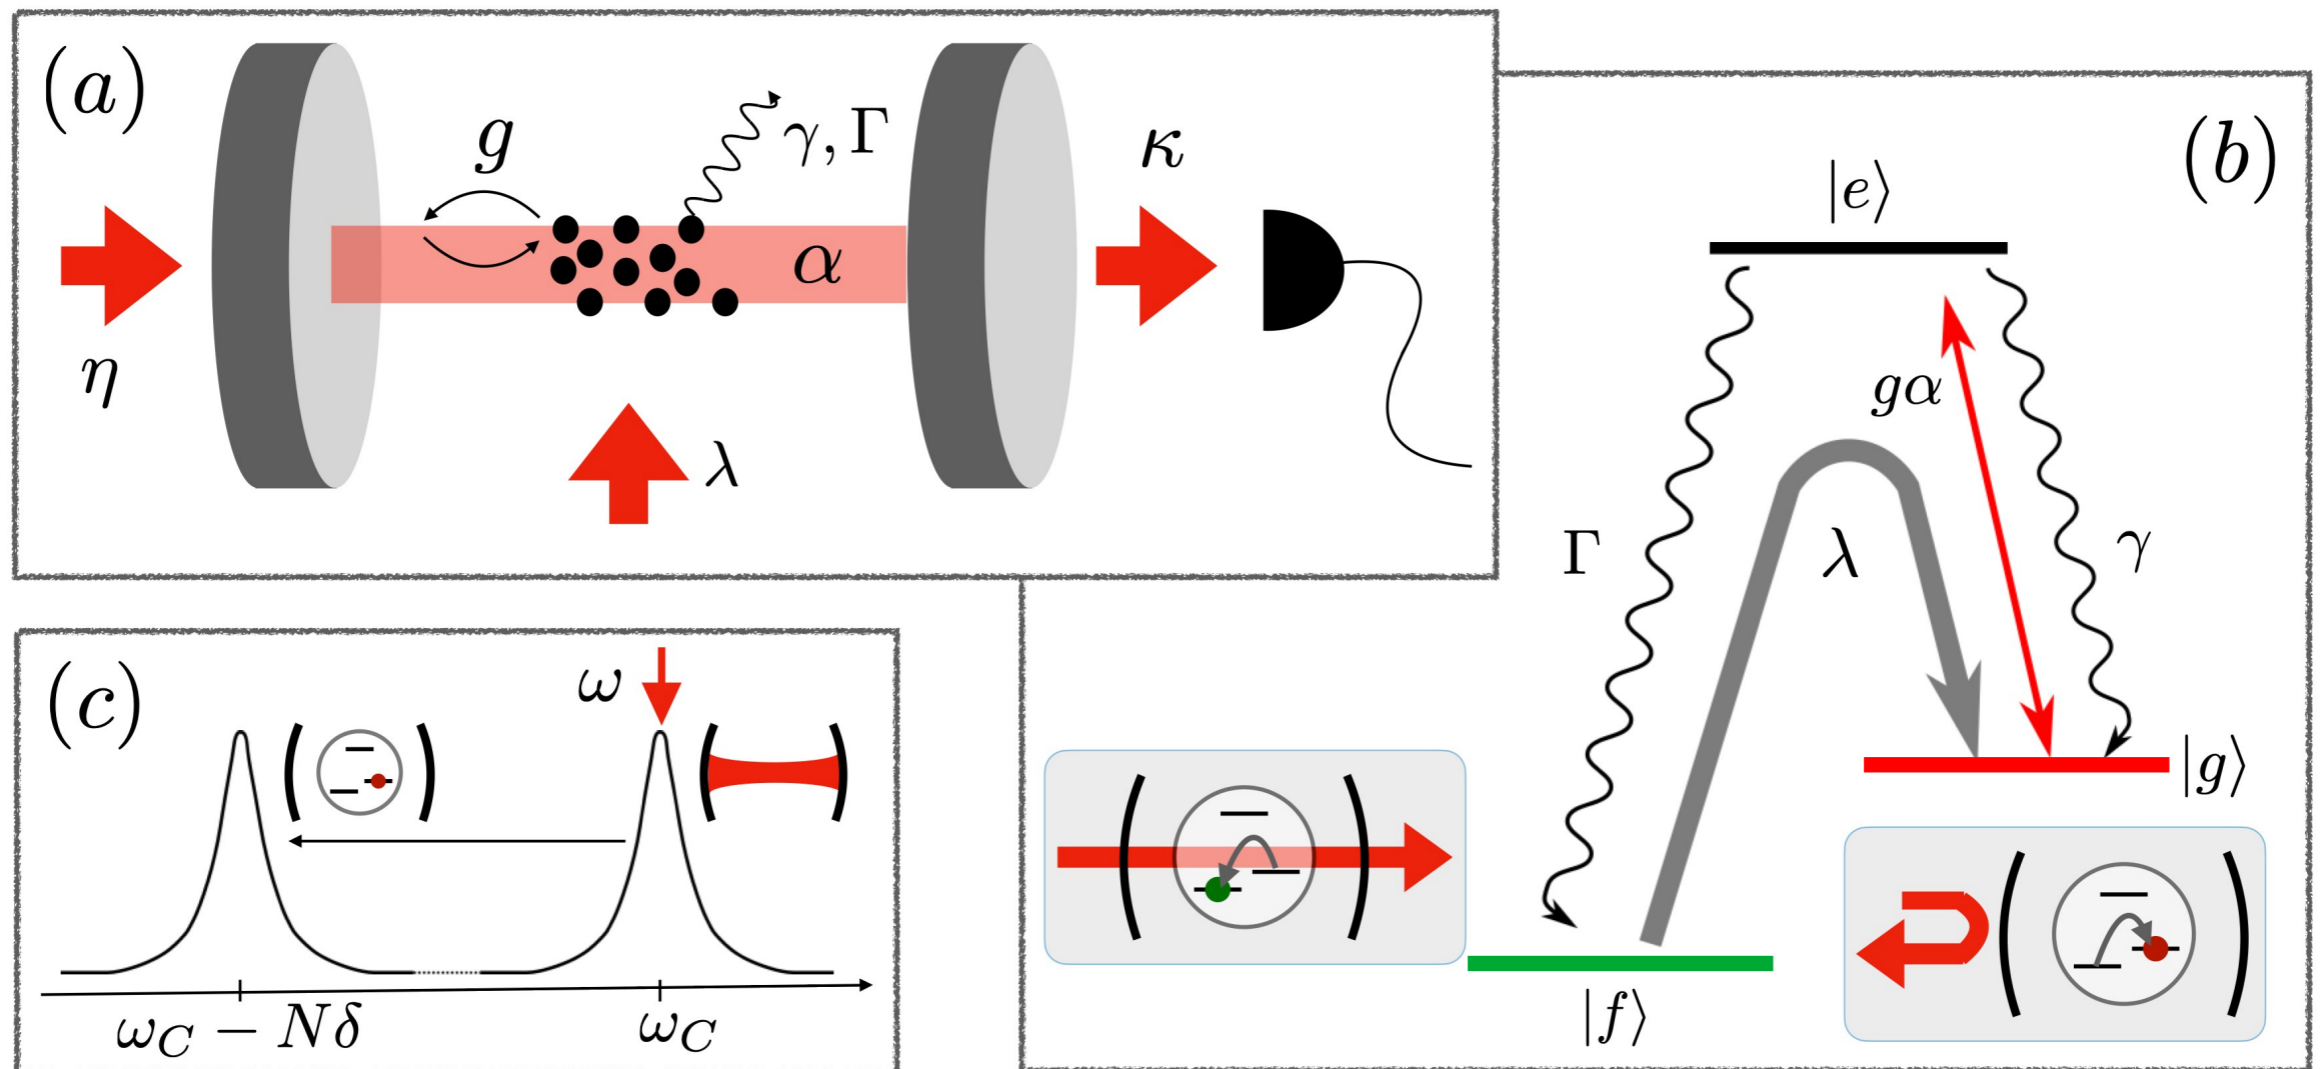 (a)
g
γ, Γ
κ
α
η
λ
(b)
|e⟩
gα
Γ
λ
γ
|g⟩
|f⟩
(c)
ω
ω_C − Nδ
ω_C